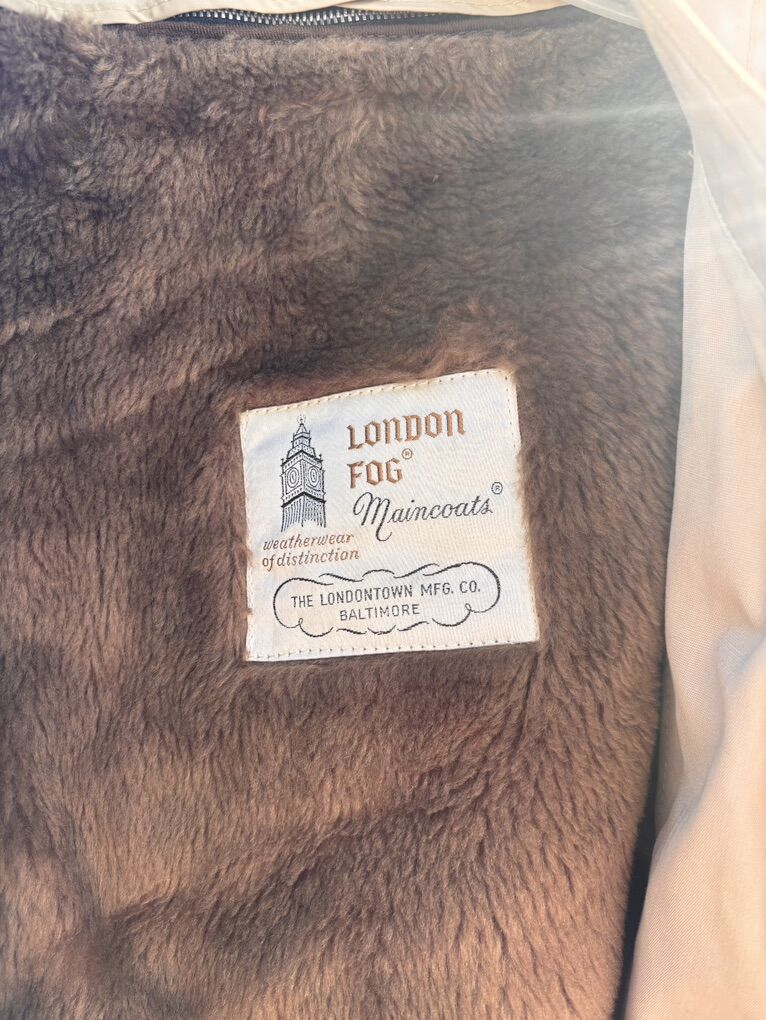 LONDON
FOG®
Maincoats®
weatherwear
of distinction
THE LONDONTOWN MFG. CO.
BALTIMORE